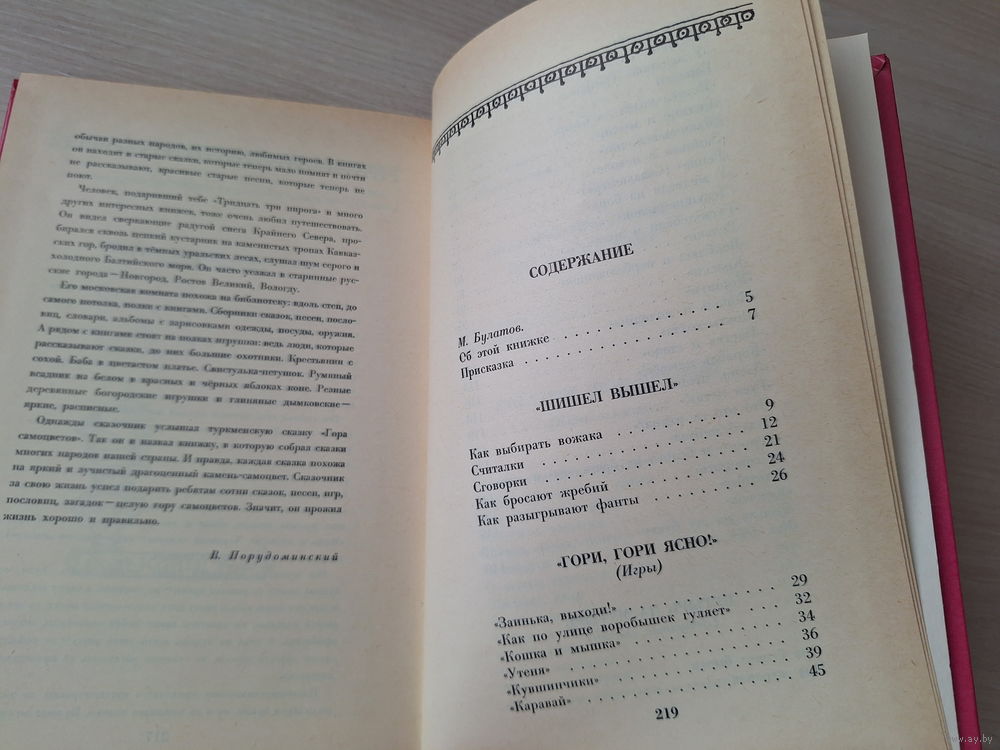 обычаи разных народов, их историю, любимых героев. В книгах
он находит и старые сказки, которые теперь мало помнят и почти
не рассказывают, красивые старые песни, которые теперь не
поют.
Человек, подаривший тебе «Тридцать три пирога» и много
других интересных книжек, тоже очень любил путешествовать.
Он видел сверкающие радугой снега Крайнего Севера, про-
бирался сквозь цепкий кустарник на каменистых тропах Кавказ-
ских гор, бродил в тёмных уральских лесах, слушал шум серого и
холодного Балтийского моря. Он часто уезжал в старинные рус-
ские города — Новгород, Ростов Великий, Вологду.
Его московская комната похожа на библиотеку: вдоль стен, до
самого потолка, полки с книгами. Сборники сказок, песен, посло-
виц, словари, альбомы с зарисовками одежды, посуды, оружия.
А рядом с книгами стоят на полках игрушки: ведь люди, которые
рассказывают сказки, до них большие охотники. Крестьянин с
сохой. Баба в цветастом платье. Свистулька-петушок. Румяный
всадник на белом в красных и чёрных яблоках коне. Резные
деревянные богородские игрушки и глиняные дымковские —
яркие, расписные.
Однажды сказочник услышал туркменскую сказку «Гора
самоцветов». Так он и назвал книжку, в которую собрал сказки
многих народов нашей страны. И правда, каждая сказка похожа
на яркий и лучистый драгоценный камень-самоцвет. Сказочник
за свою жизнь успел подарить ребятам сотни сказок, песен, игр,
пословиц, загадок — целую гору самоцветов. Значит, он прожил
жизнь хорошо и правильно.
В. Порудоминский
217
СОДЕРЖАНИЕ
М. Булатов.
Об этой книжке . . . . . . . . . . . . . 5
Присказка . . . . . . . . . . . . . . . 7
«ШИШЕЛ ВЫШЕЛ»
Как выбирать вожака . . . . . . . . . 9
Считалки . . . . . . . . . . . . . . 12
Сговорки . . . . . . . . . . . . . . 21
Как бросают жребий . . . . . . . . . 24
Как разыгрывают фанты . . . . . . . 26
«ГОРИ, ГОРИ ЯСНО!»
(Игры)
«Заинька, выходи!» . . . . . . . . . . 29
«Как по улице воробышек гуляет» . . . . 32
«Кошка и мышка» . . . . . . . . . . 34
«Утеня» . . . . . . . . . . . . . . 36
«Кувшинчики» . . . . . . . . . . . . 39
«Каравай» . . . . . . . . . . . . . 45
219
www.ay.by